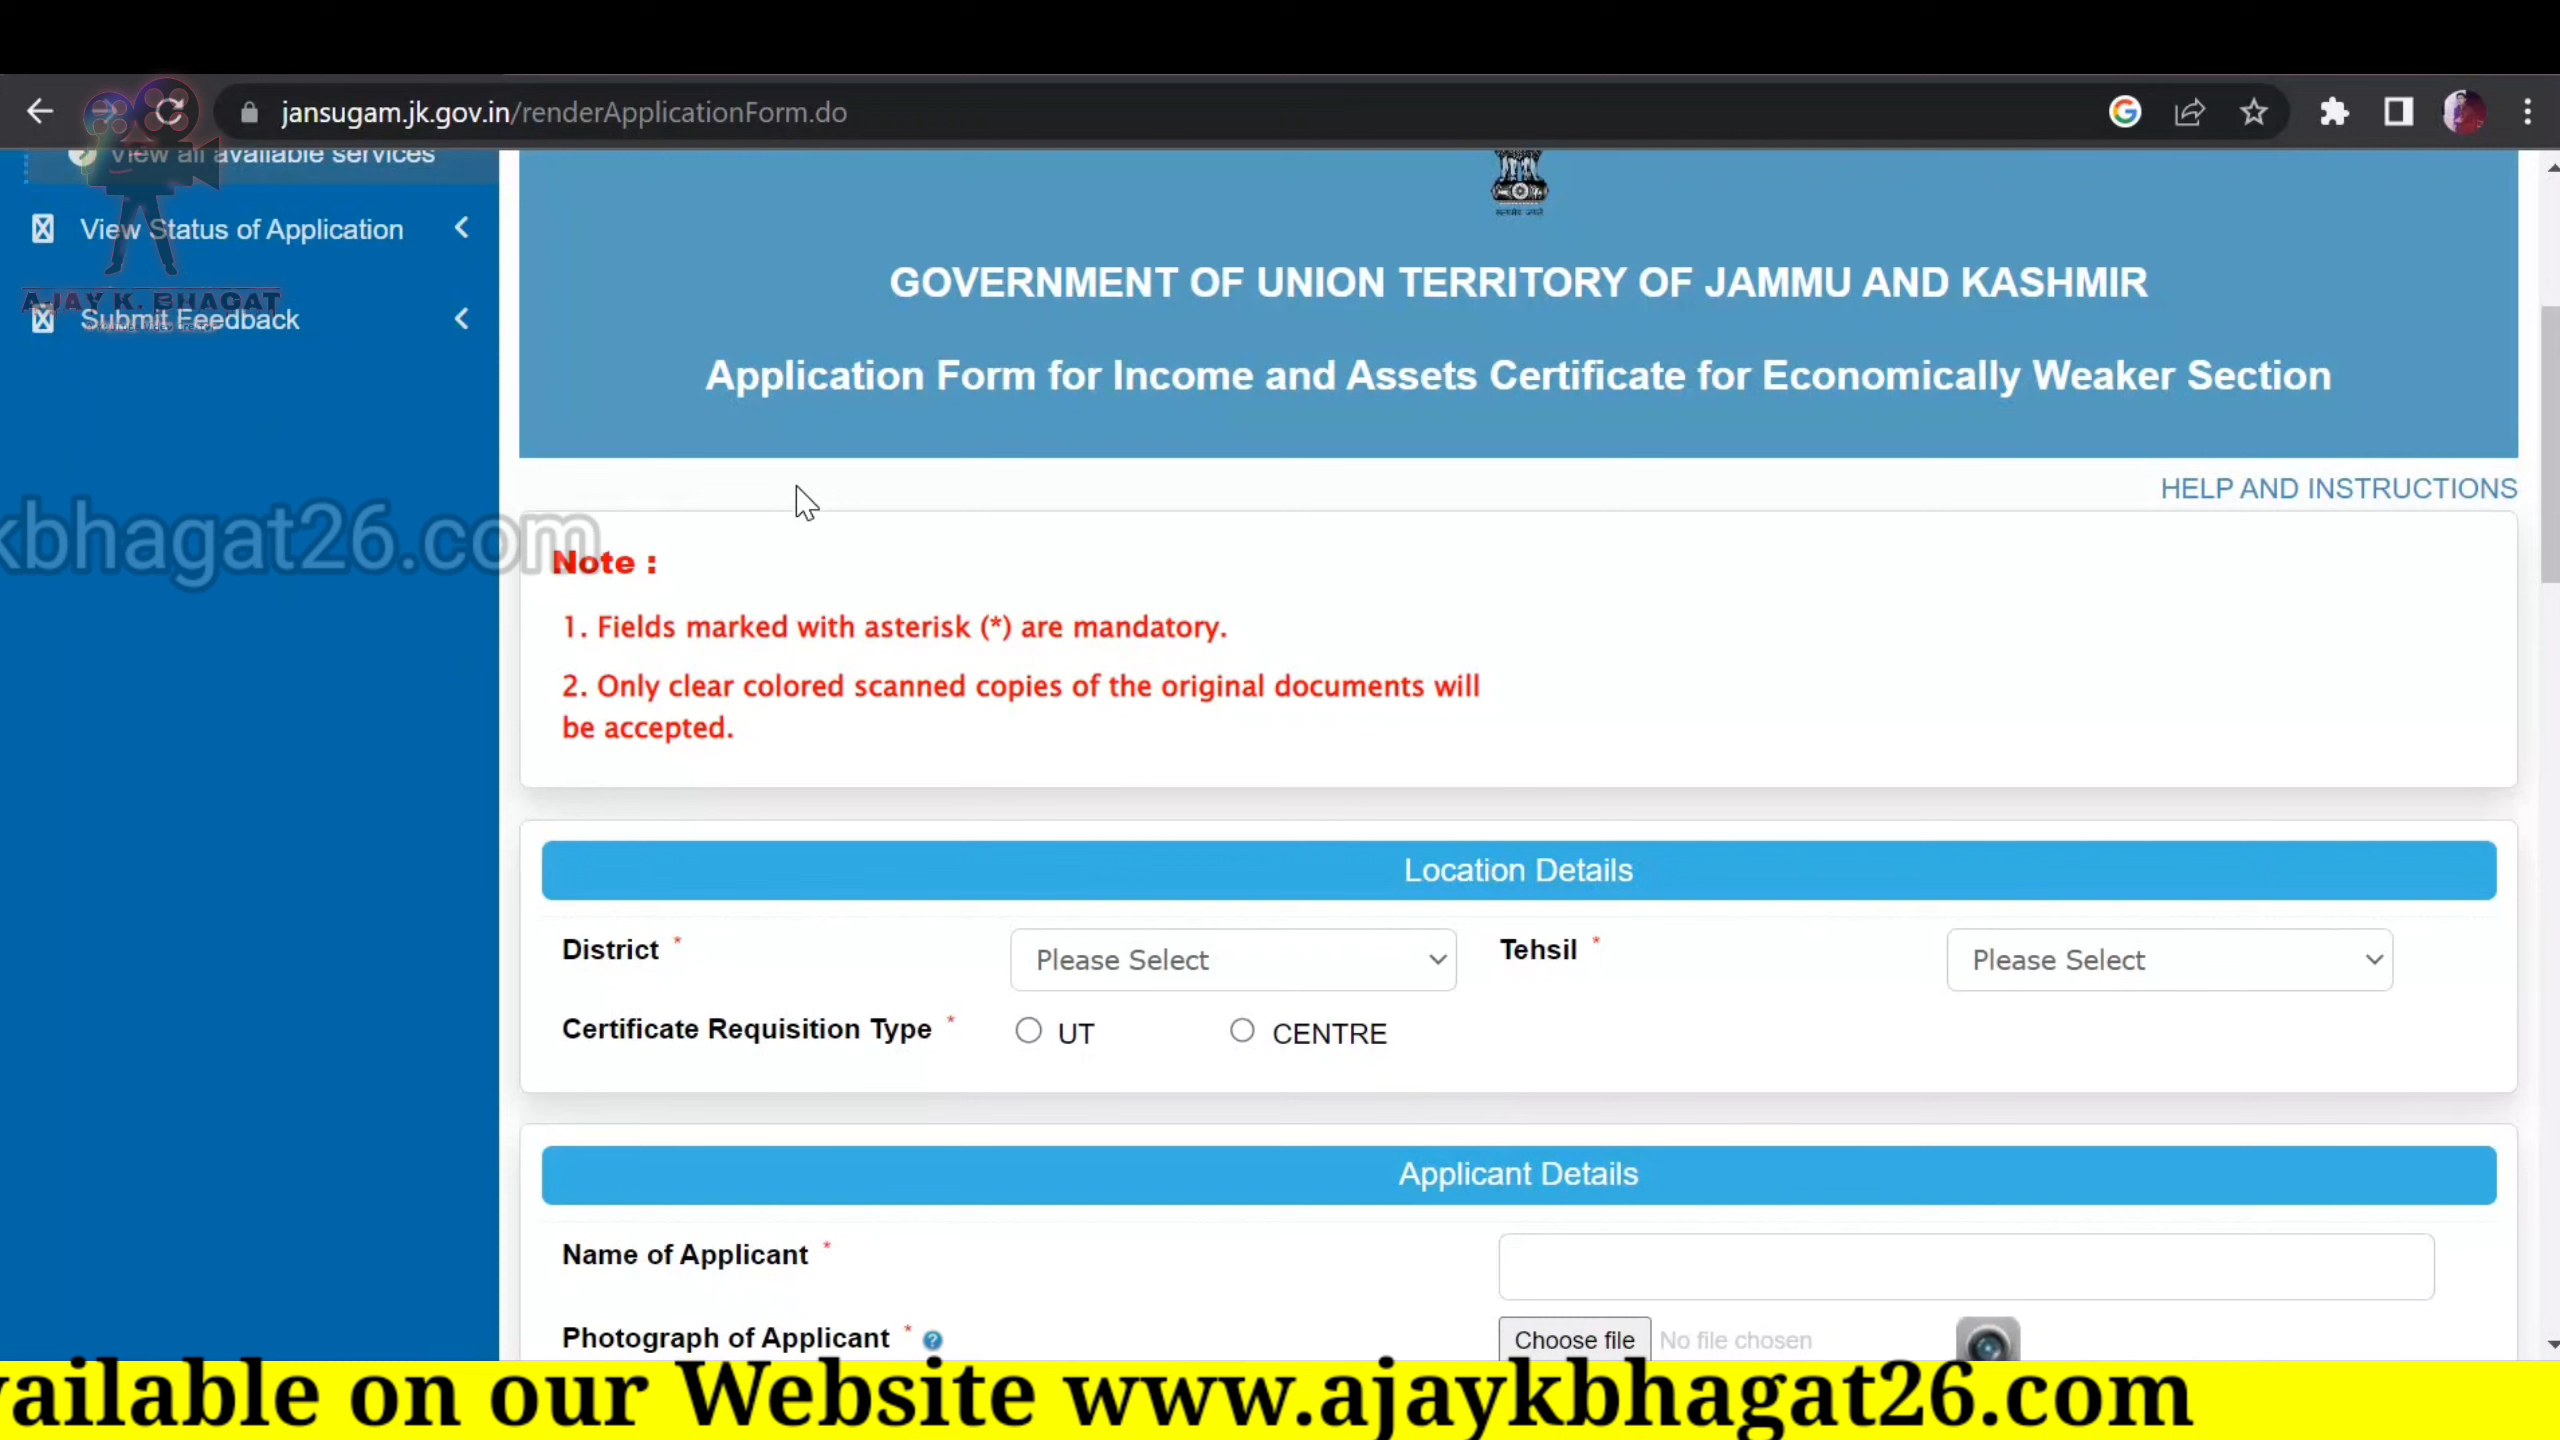 jansugam.jk.gov.in/renderApplicationForm.do
View all available services
View Status of Application
AJAY K. BHAGAT
Submit Feedback
kbhagat26.com
GOVERNMENT OF UNION TERRITORY OF JAMMU AND KASHMIR
Application Form for Income and Assets Certificate for Economically Weaker Section
HELP AND INSTRUCTIONS
Note :
1. Fields marked with asterisk (*) are mandatory.
2. Only clear colored scanned copies of the original documents will
be accepted.
Location Details
District * Please Select Tehsil * Please Select
Certificate Requisition Type * UT CENTRE
Applicant Details
Name of Applicant *
Photograph of Applicant * ? Choose file No file chosen
vailable on our Website www.ajaykbhagat26.com